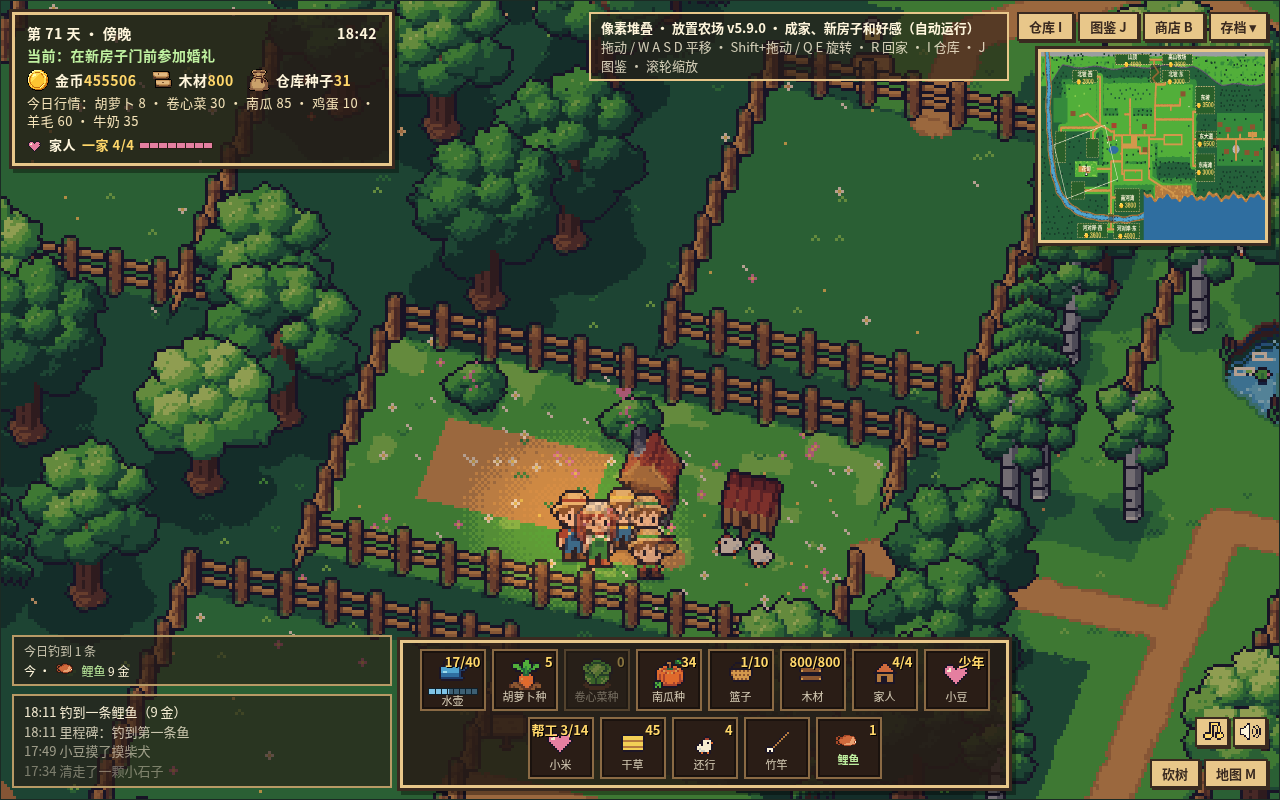 第 71 天 · 傍晚 18:42
当前：在新房子门前参加婚礼
金币455506 木材800 仓库种子31
今日行情：胡萝卜 8 · 卷心菜 30 · 南瓜 85 · 鸡蛋 10 ·
羊毛 60 · 牛奶 35
家人 一家 4/4
像素堆叠 · 放置农场 v5.9.0 · 成家、新房子和好感（自动运行）
拖动 / W A S D 平移 · Shift+拖动 / Q E 旋转 · R 回家 · I 仓库 · J
图鉴 · 滚轮缩放
仓库 I
图鉴 J
商店 B
存档 ▾
今日钓到 1 条
今 · 鲤鱼 9 金
18:11 钓到一条鲤鱼（9 金）
18:11 里程碑：钓到第一条鱼
17:49 小豆摸了摸柴犬
17:34 清走了一颗小石子
17/40
水壶
5
胡萝卜种
0
卷心菜种
34
南瓜种
1/10
篮子
800/800
木材
4/4
家人
少年
小豆
帮工 3/14
小米
45
干草
4
还行
竹竿
1
鲤鱼
砍树
地图 M